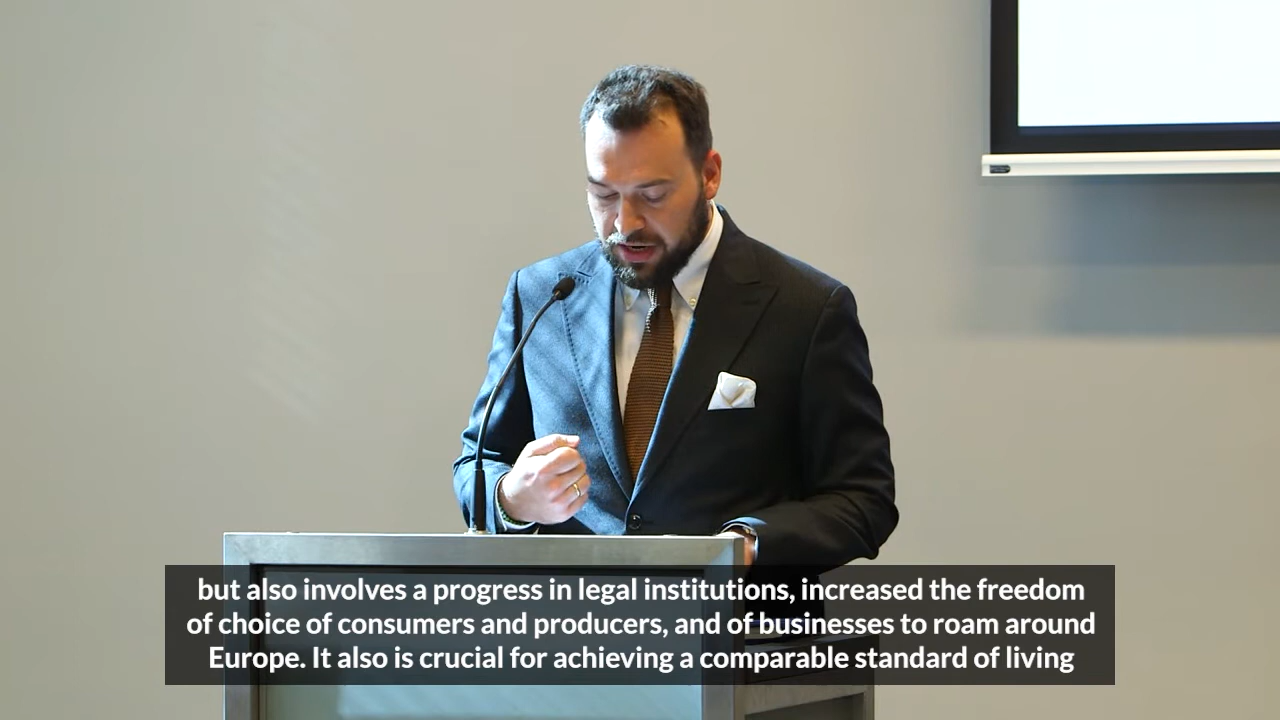 but also involves a progress in legal institutions, increased the freedom
of choice of consumers and producers, and of businesses to roam around
Europe. It also is crucial for achieving a comparable standard of living